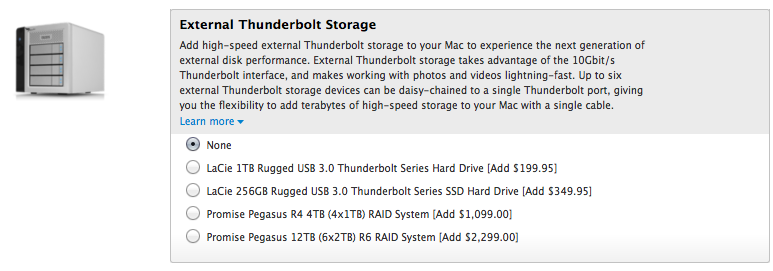 External Thunderbolt Storage
Add high-speed external Thunderbolt storage to your Mac to experience the next generation of
external disk performance. External Thunderbolt storage takes advantage of the 10Gbit/s
Thunderbolt interface, and makes working with photos and videos lightning-fast. Up to six
external Thunderbolt storage devices can be daisy-chained to a single Thunderbolt port, giving
you the flexibility to add terabytes of high-speed storage to your Mac with a single cable.
Learn more
None
LaCie 1TB Rugged USB 3.0 Thunderbolt Series Hard Drive [Add $199.95]
LaCie 256GB Rugged USB 3.0 Thunderbolt Series SSD Hard Drive [Add $349.95]
Promise Pegasus R4 4TB (4x1TB) RAID System [Add $1,099.00]
Promise Pegasus 12TB (6x2TB) R6 RAID System [Add $2,299.00]